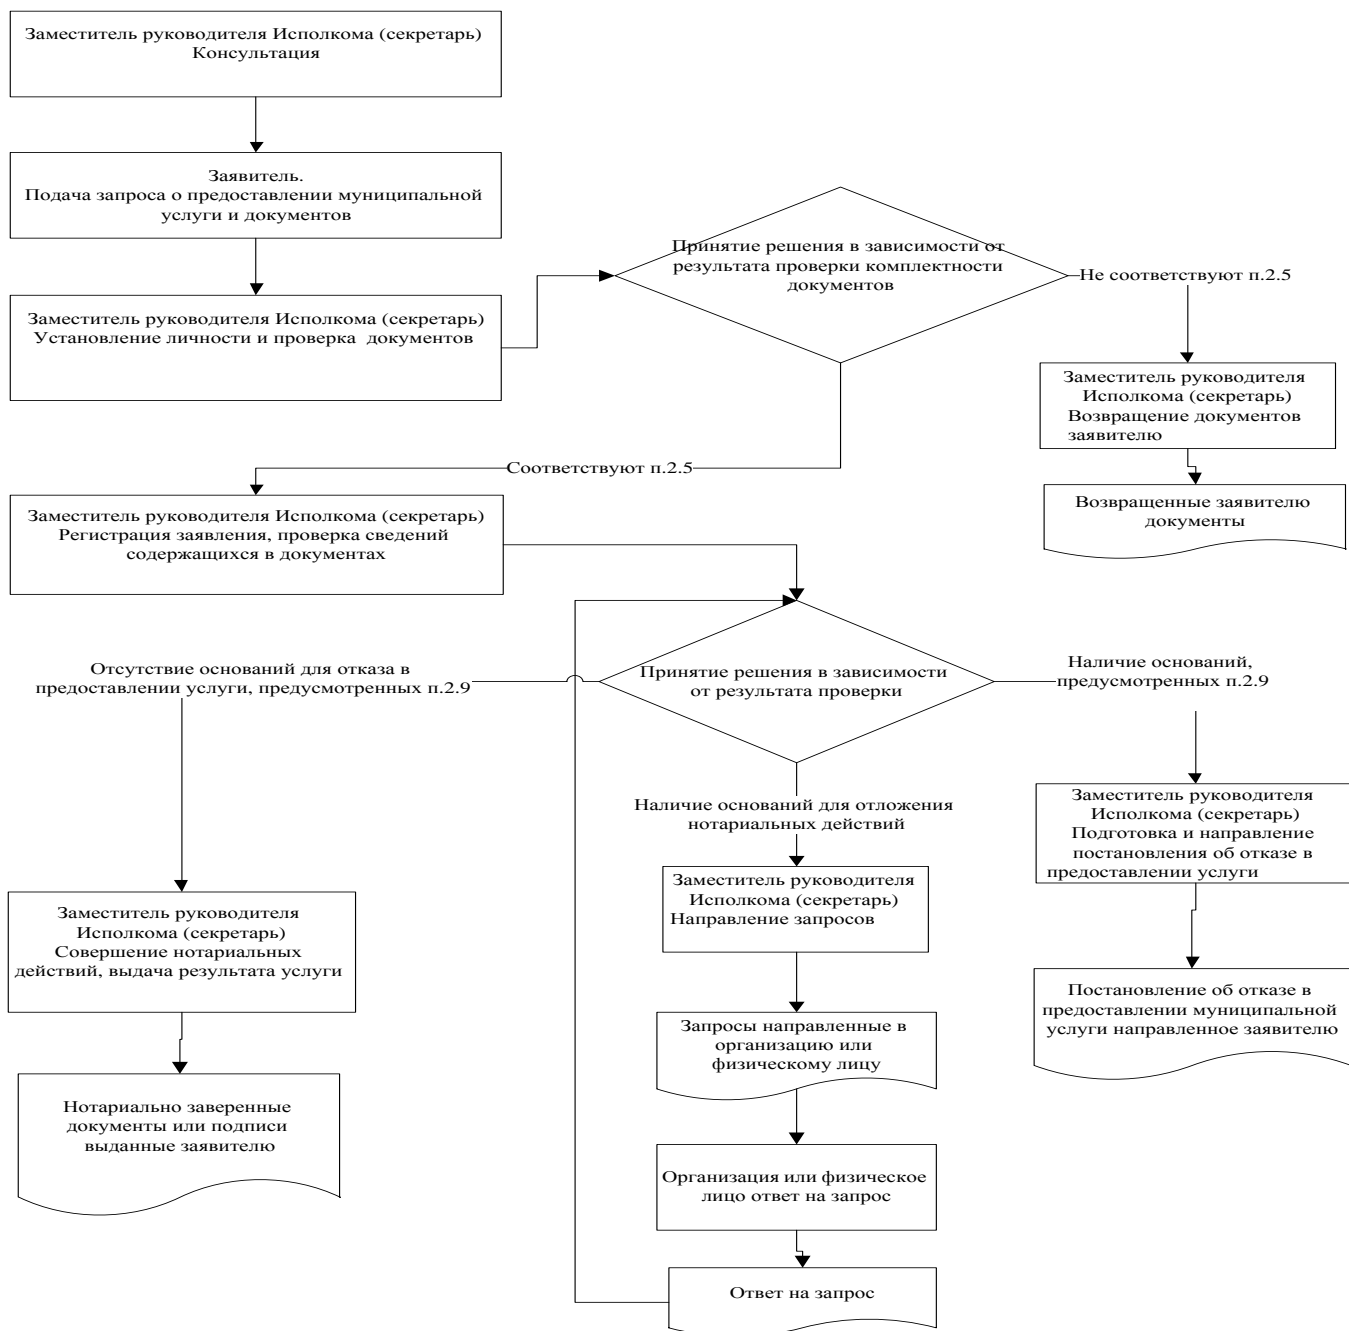 Заместитель руководителя Исполкома (секретарь)
Консультация
Заявитель.
Подача запроса о предоставлении муниципальной
услуги и документов
Заместитель руководителя Исполкома (секретарь)
Установление личности и проверка документов
Принятие решения в зависимости от
результата проверки комплектности
документов
Не соответствуют п.2.5
Заместитель руководителя
Исполкома (секретарь)
Возвращение документов
заявителю
Возвращенные заявителю
документы
Соответствуют п.2.5
Заместитель руководителя Исполкома (секретарь)
Регистрация заявления, проверка сведений
содержащихся в документах
Принятие решения в зависимости
от результата проверки
Отсутствие оснований для отказа в
предоставлении услуги, предусмотренных п.2.9
Наличие оснований,
предусмотренных п.2.9
Наличие оснований для отложения
нотариальных действий
Заместитель руководителя
Исполкома (секретарь)
Совершение нотариальных
действий, выдача результата услуги
Нотариально заверенные
документы или подписи
выданные заявителю
Заместитель руководителя
Исполкома (секретарь)
Направление запросов
Запросы направленные в
организацию или
физическому лицу
Организация или физическое
лицо ответ на запрос
Ответ на запрос
Заместитель руководителя
Исполкома (секретарь)
Подготовка и направление
постановления об отказе в
предоставлении услуги
Постановление об отказе в
предоставлении муниципальной
услуги направленное заявителю